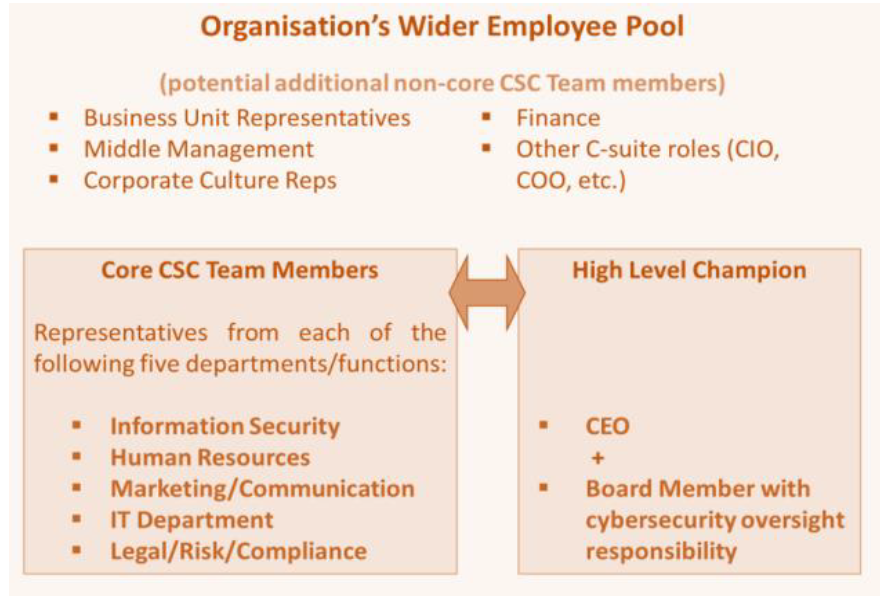 Organisation's Wider Employee Pool
(potential additional non-core CSC Team members)
▪ Business Unit Representatives
▪ Middle Management
▪ Corporate Culture Reps
▪ Finance
▪ Other C-suite roles (CIO,
COO, etc.)
Core CSC Team Members
Representatives from each of the
following five departments/functions:
▪ Information Security
▪ Human Resources
▪ Marketing/Communication
▪ IT Department
▪ Legal/Risk/Compliance
High Level Champion
▪ CEO
+
▪ Board Member with
cybersecurity oversight
responsibility